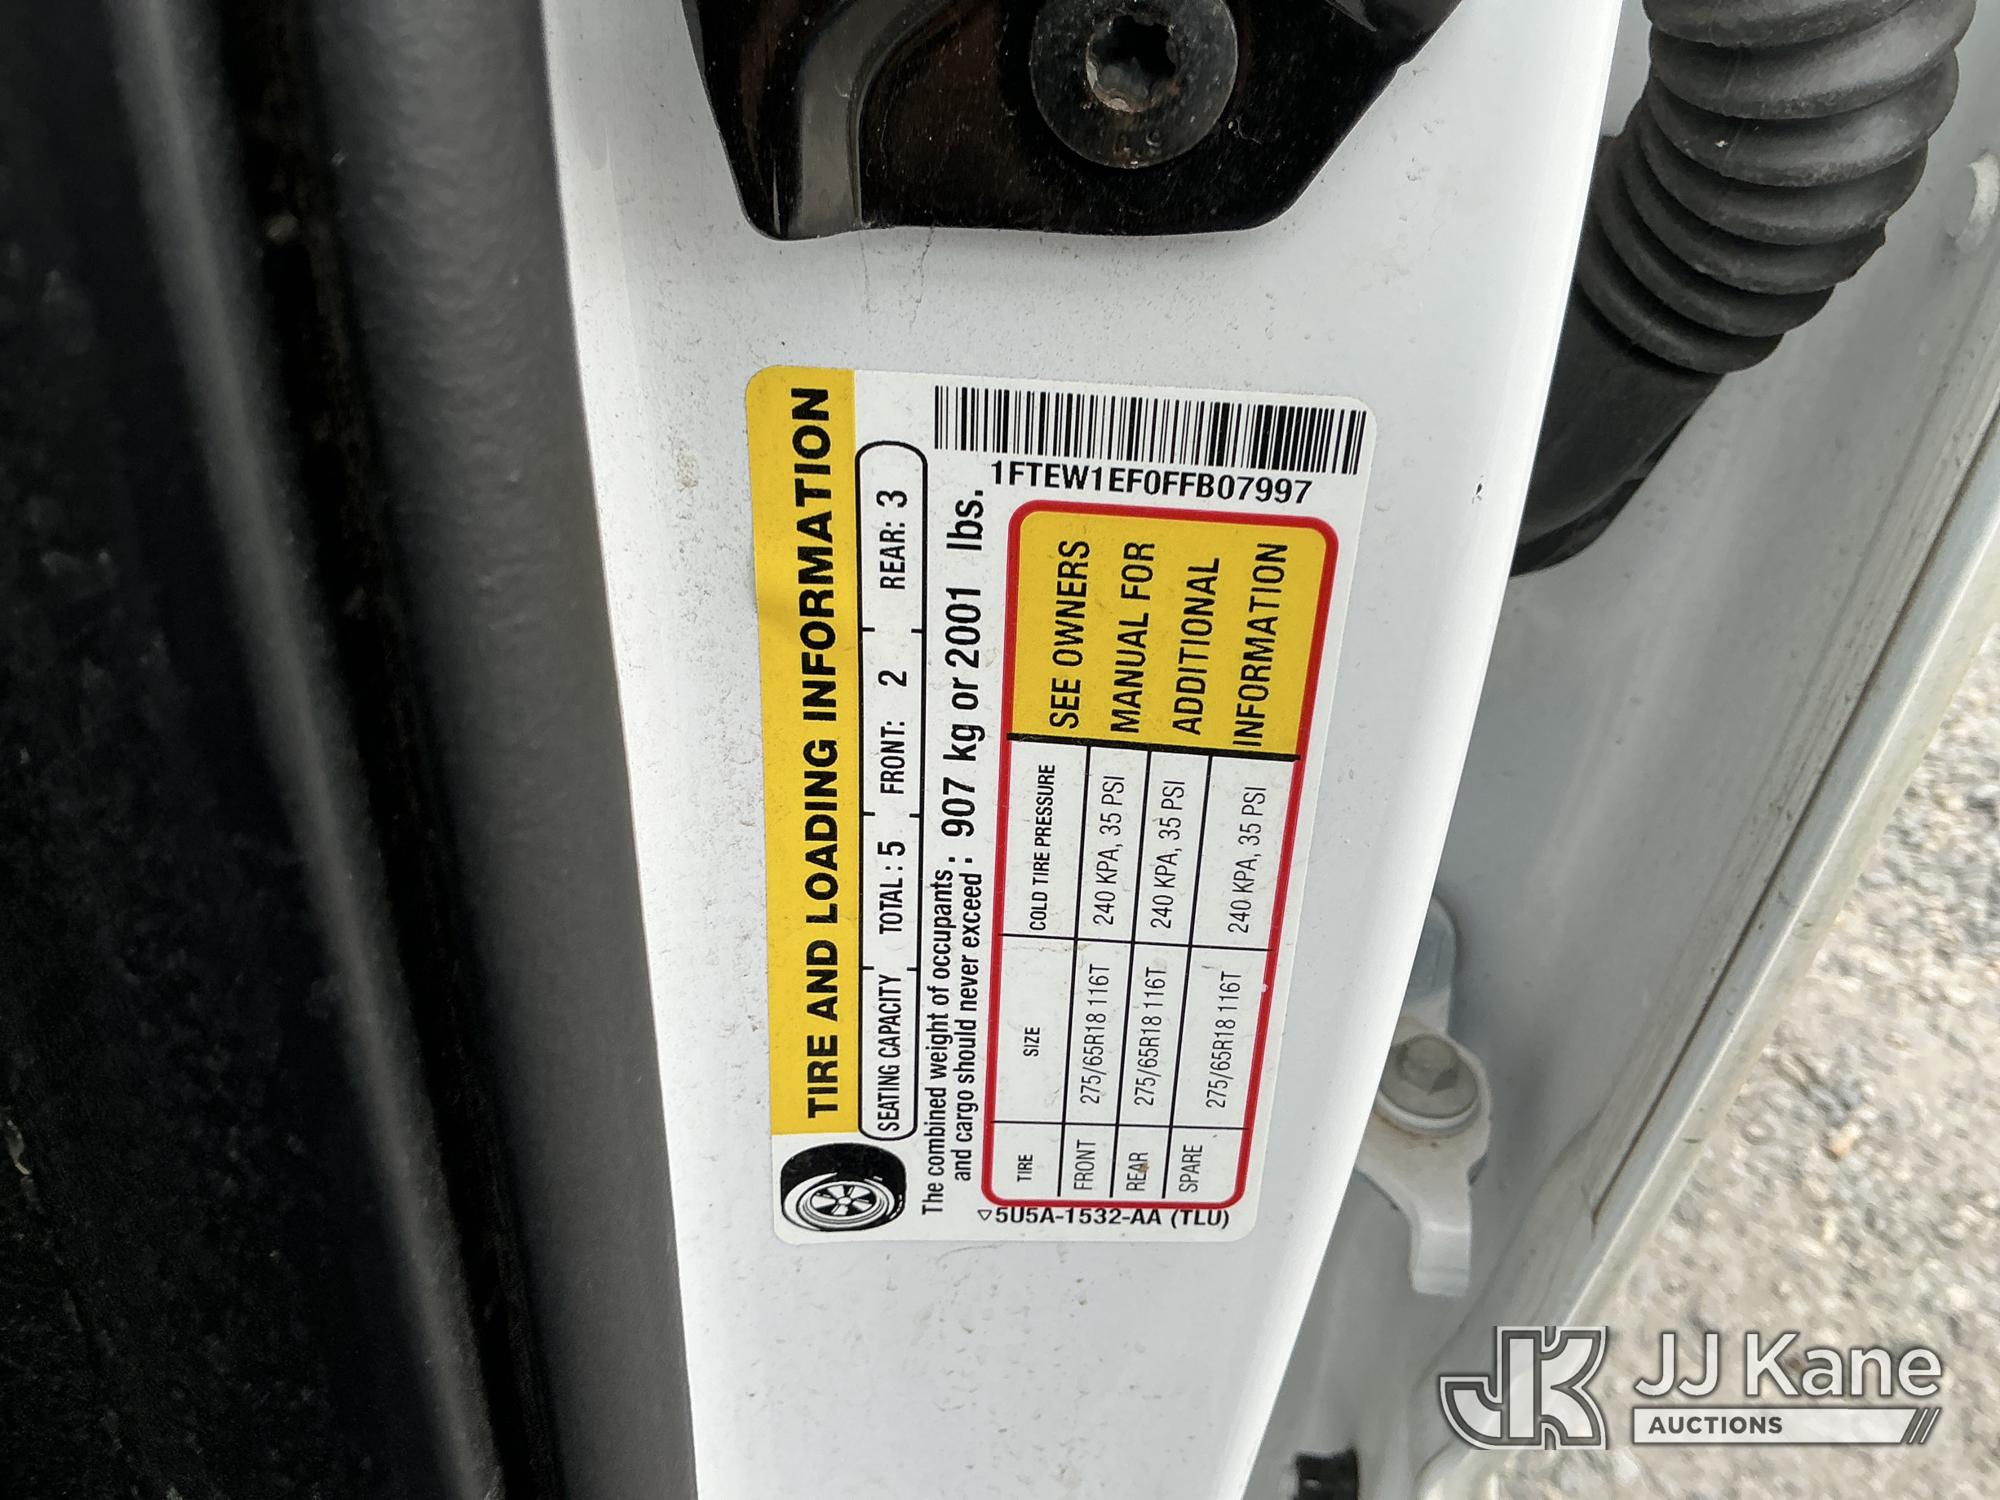 TIRE AND LOADING INFORMATION
SEATING CAPACITY TOTAL: 5 FRONT: 2 REAR: 3
The combined weight of occupants
and cargo should never exceed : 907 kg or 2001 lbs.
1FTEW1EF0FFB07997
TIRE SIZE COLD TIRE PRESSURE
FRONT 275/65R18 116T 240 KPA, 35 PSI
REAR 275/65R18 116T 240 KPA, 35 PSI
SPARE 275/65R18 116T 240 KPA, 35 PSI
SEE OWNERS
MANUAL FOR
ADDITIONAL
INFORMATION
5U5A-1532-AA (TLU)
JK JJ Kane
AUCTIONS